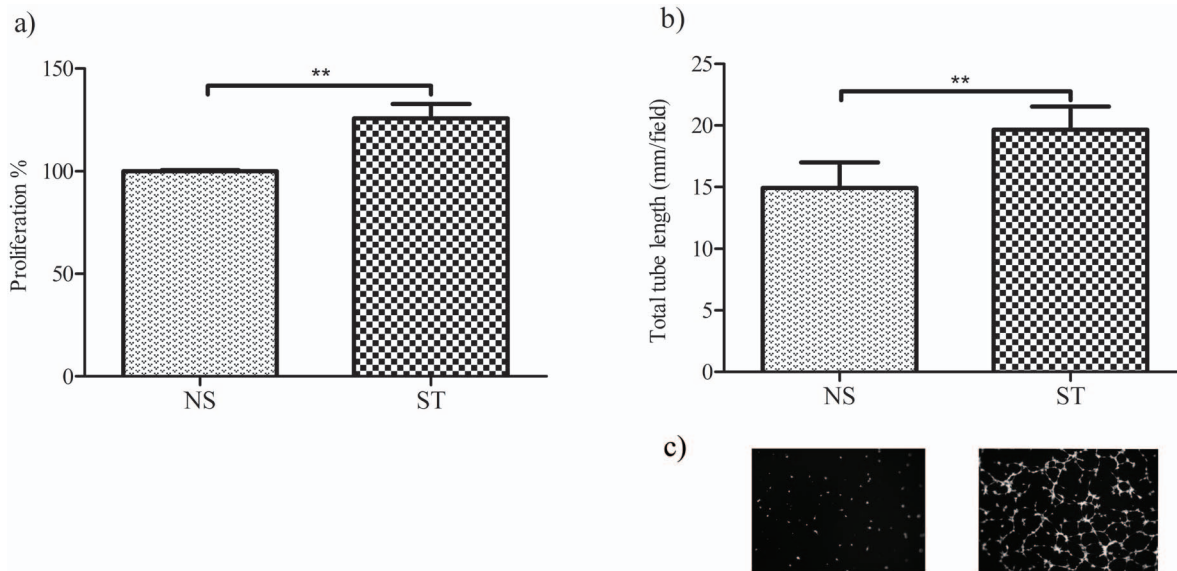 a)
**
150
100
50
0
Proliferation %
NS
ST
b)
**
25
20
15
10
5
0
Total tube length (mm/field)
NS
ST
c)